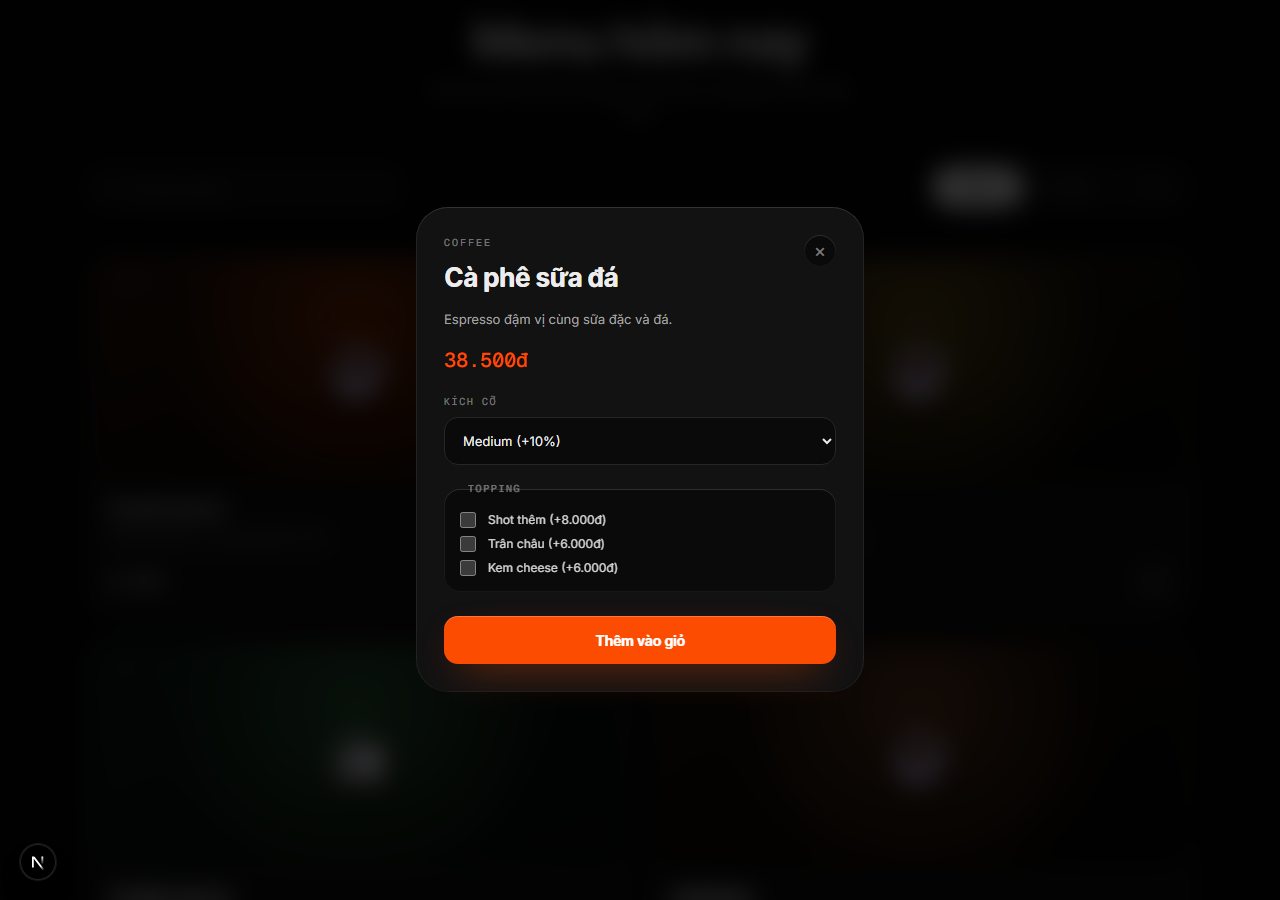 COFFEE
Cà phê sữa đá
Espresso đậm vị cùng sữa đặc và đá.
38.500đ
KÍCH CỠ
Medium (+10%)
TOPPING
Shot thêm (+8.000đ)
Trân châu (+6.000đ)
Kem cheese (+6.000đ)
Thêm vào giỏ
N